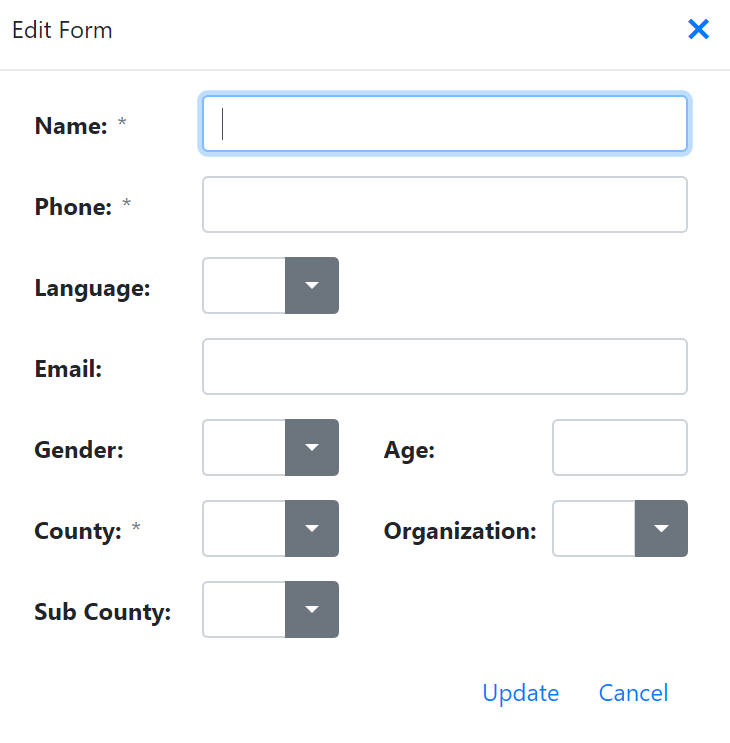 Edit Form
Name: *
Phone: *
Language:
Email:
Gender: Age:
County: * Organization:
Sub County:
Update Cancel